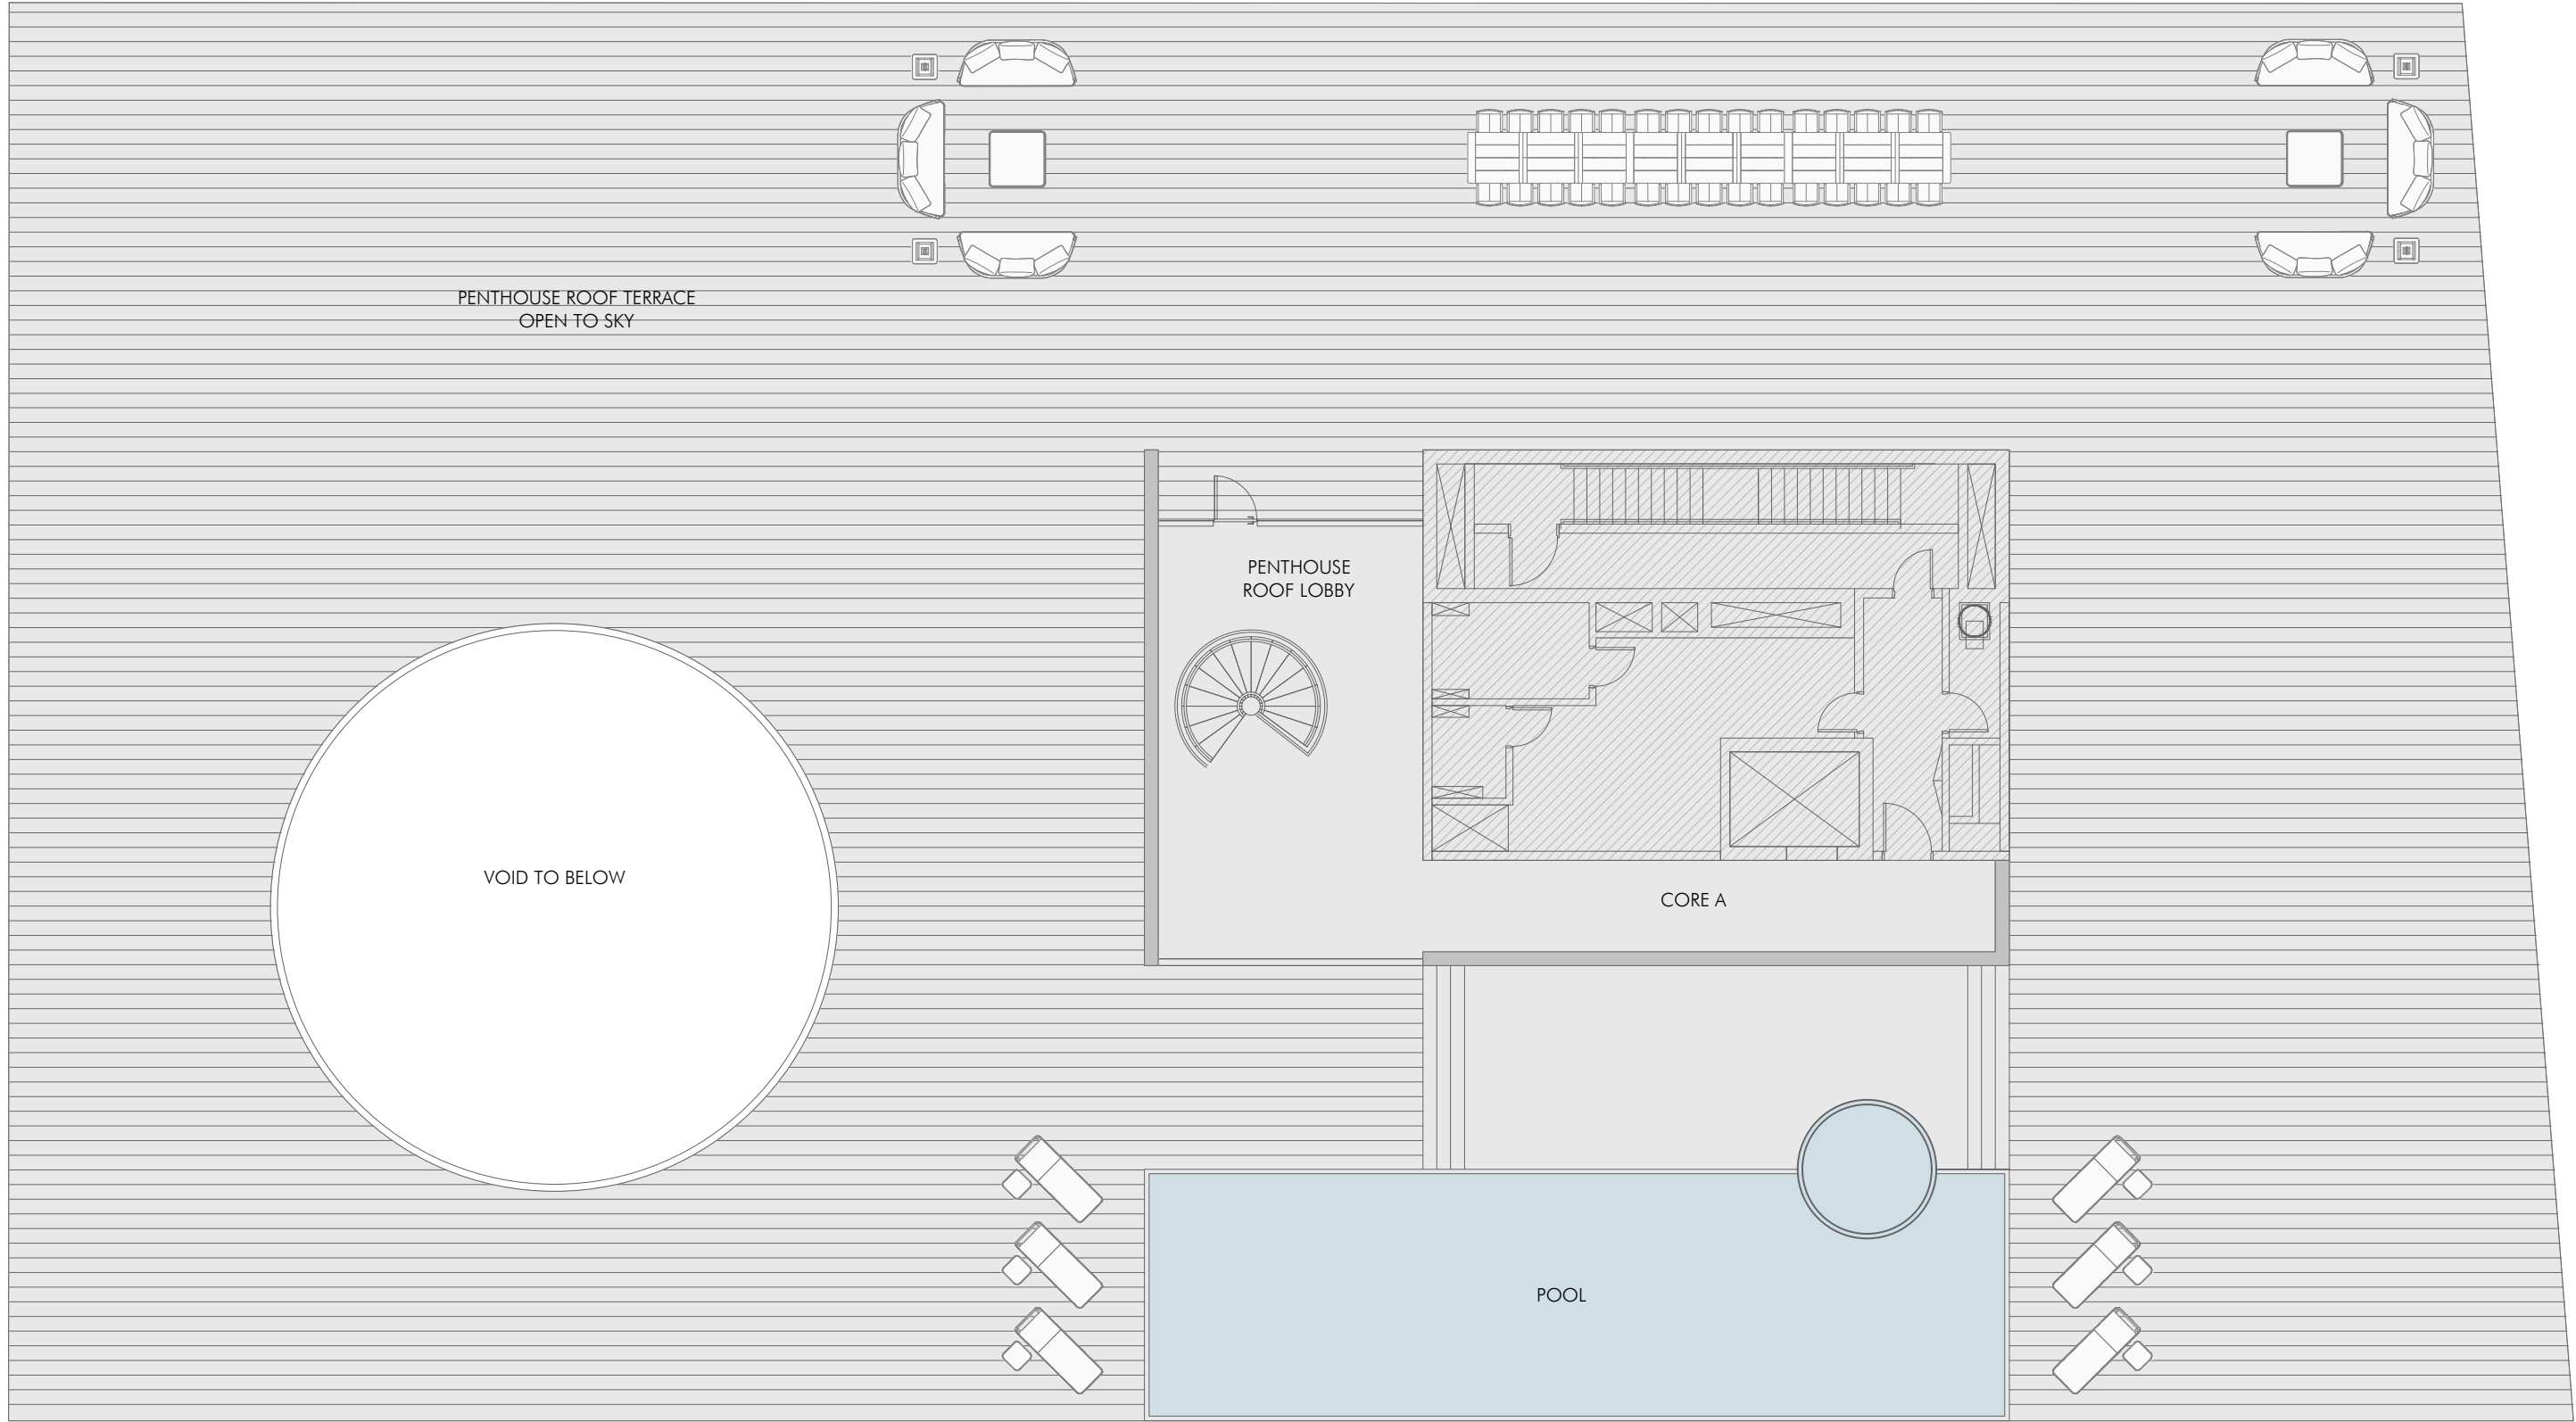 PENTHOUSE ROOF TERRACE
OPEN TO SKY
PENTHOUSE
ROOF LOBBY
VOID TO BELOW
CORE A
POOL